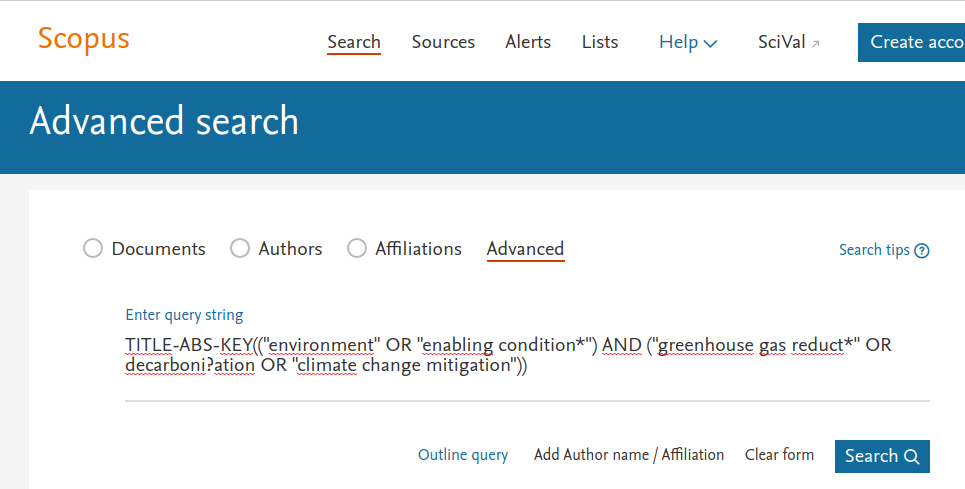 Scopus
Search Sources Alerts Lists Help SciVal Create acco
Advanced search
Documents Authors Affiliations Advanced Search tips
Enter query string
TITLE-ABS-KEY(("environment" OR "enabling condition*") AND ("greenhouse gas reduct*" OR
decarboni?ation OR "climate change mitigation"))
Outline query Add Author name / Affiliation Clear form Search